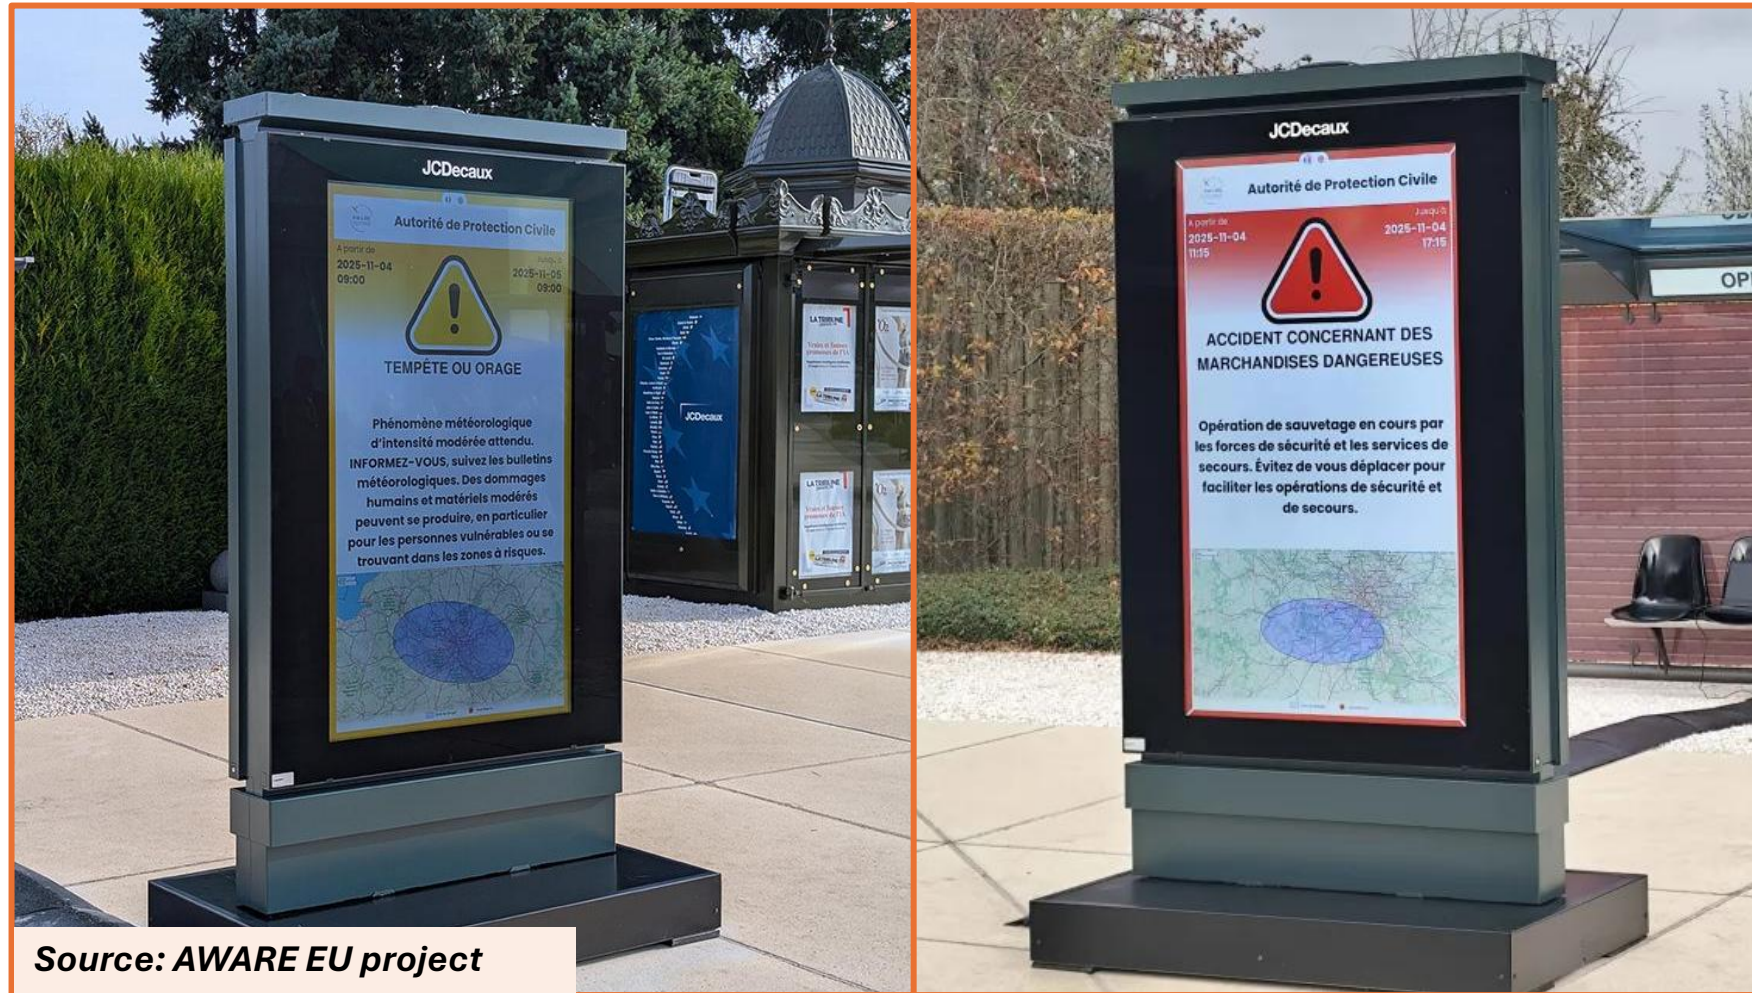 JCDecaux
Autorité de Protection Civile
A partir de
2025-11-04
09:00
Jusqu'à
2025-11-05
09:00
TEMPÊTE OU ORAGE
Phénomène météorologique
d'intensité modérée attendu.
INFORMEZ-VOUS, suivez les bulletins
météorologiques. Des dommages
humains et matériels modérés
peuvent se produire, en particulier
pour les personnes vulnérables ou se
trouvant dans les zones à risques.
JCDecaux
LA TRIBUNE
LA TRIBUNE
Source: AWARE EU project
JCDecaux
Autorité de Protection Civile
A partir de
2025-11-04
11:15
Jusqu'à
2025-11-04
17:15
ACCIDENT CONCERNANT DES
MARCHANDISES DANGEREUSES
Opération de sauvetage en cours par
les forces de sécurité et les services de
secours. Évitez de vous déplacer pour
faciliter les opérations de sécurité et
de secours.